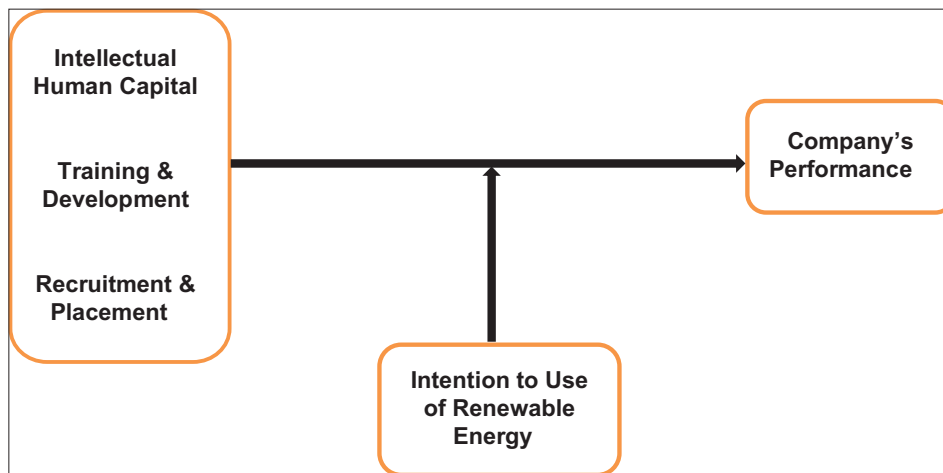 Intellectual
Human Capital
Training &
Development
Recruitment &
Placement
Company’s
Performance
Intention to Use
of Renewable
Energy